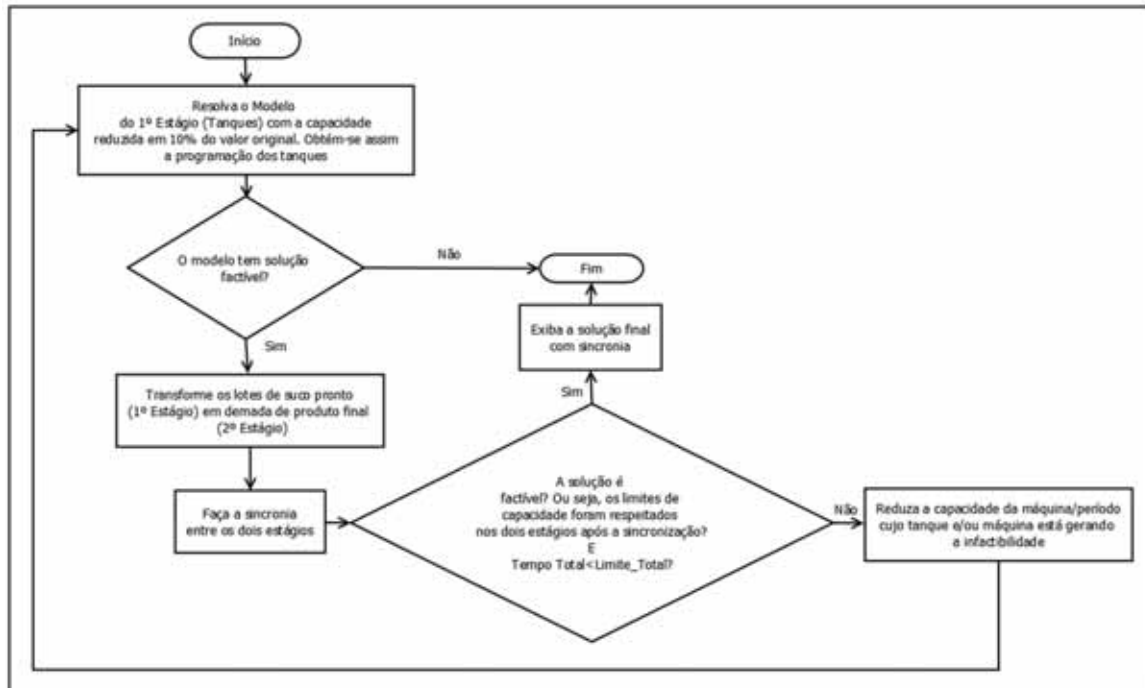 Início
Resolva o Modelo
do 1º Estágio (Tanques) com a capacidade
reduzida em 10% do valor original. Obtém-se assim
a programação dos tanques
O modelo tem solução
factível?
Não
Fim
Sim
Exiba a solução final
com sincronia
Transforme os lotes de suco pronto
(1º Estágio) em demada de produto final
(2º Estágio)
Sim
Faça a sincronia
entre os dois estágios
A solução é
factível? Ou seja, os limites de
capacidade foram respeitados
nos dois estágios após a sincronização?
E
Tempo Total<Limite_Total?
Não
Reduza a capacidade da máquina/período
cujo tanque e/ou máquina está gerando
a infactibilidade